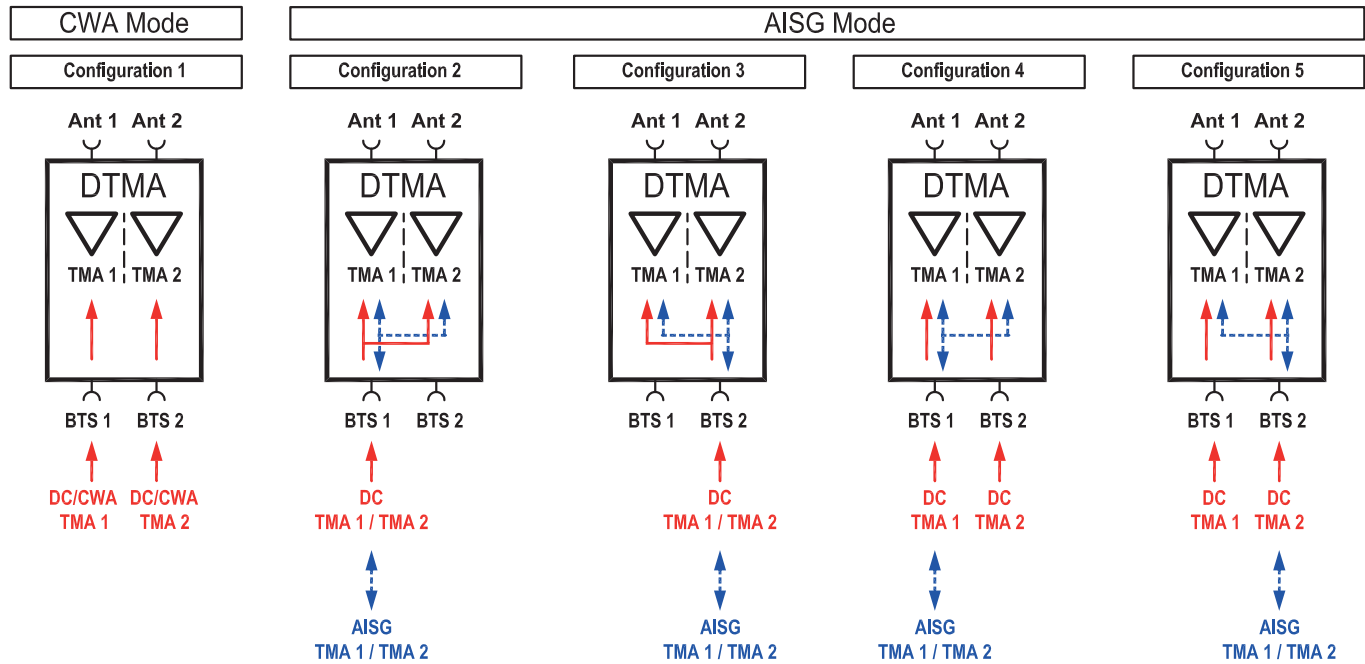 CWA Mode
AISG Mode
Configuration 1
Configuration 2
Configuration 3
Configuration 4
Configuration 5
Ant 1 Ant 2
Ant 1 Ant 2
Ant 1 Ant 2
Ant 1 Ant 2
Ant 1 Ant 2
DTMA
DTMA
DTMA
DTMA
DTMA
TMA 1 TMA 2
TMA 1 TMA 2
TMA 1 TMA 2
TMA 1 TMA 2
TMA 1 TMA 2
BTS 1 BTS 2
BTS 1 BTS 2
BTS 1 BTS 2
BTS 1 BTS 2
BTS 1 BTS 2
DC/CWA DC/CWA
TMA 1 TMA 2
DC
TMA 1 / TMA 2
DC
TMA 1 / TMA 2
DC DC
TMA 1 TMA 2
DC DC
TMA 1 TMA 2
AISG
TMA 1 / TMA 2
AISG
TMA 1 / TMA 2
AISG
TMA 1 / TMA 2
AISG
TMA 1 / TMA 2